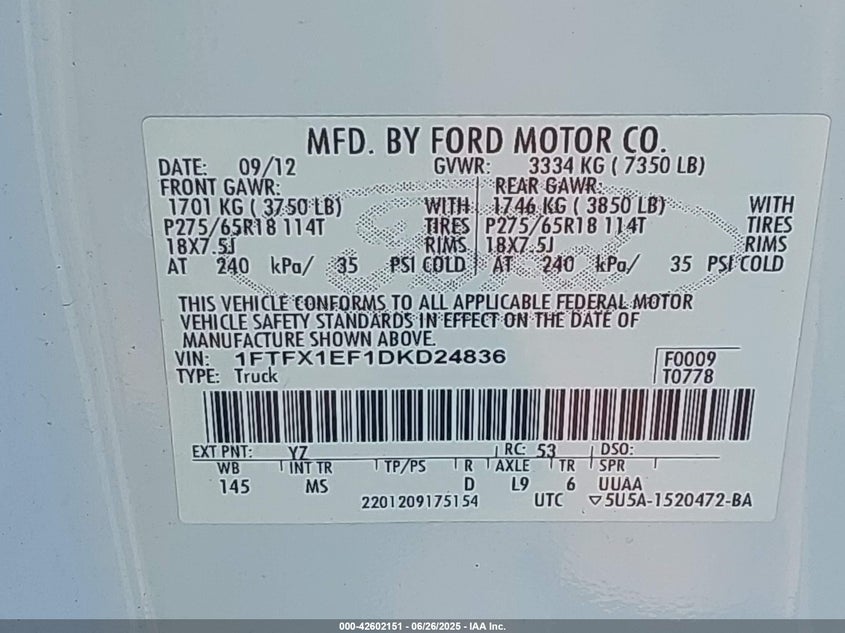 MFD. BY FORD MOTOR CO.
DATE: 09/12 GVWR: 3334 KG ( 7350 LB)
FRONT GAWR: REAR GAWR:
1701 KG ( 3750 LB) WITH 1746 KG ( 3850 LB) WITH
P275/65R18 114T TIRES P275/65R18 114T TIRES
18X7.5J RIMS 18X7.5J RIMS
AT 240 kPa/ 35 PSI COLD AT 240 kPa/ 35 PSI COLD
THIS VEHICLE CONFORMS TO ALL APPLICABLE FEDERAL MOTOR
VEHICLE SAFETY STANDARDS IN EFFECT ON THE DATE OF
MANUFACTURE SHOWN ABOVE.
VIN: 1FTFX1EF1DKD24836 F0009
TYPE: Truck T0778
EXT PNT: YZ RC: 53 DSO:
WB INT TR TP/PS R AXLE TR SPR
145 MS D L9 6 UUAA
2201209175154 UTC ▽5U5A-1520472-BA
000-42602151 - 06/26/2025 - IAA Inc.